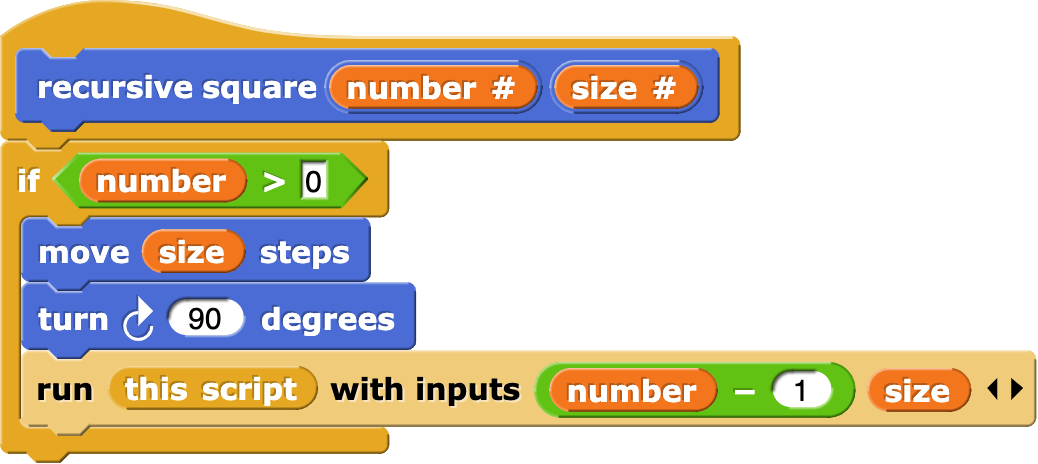 recursive square number # size #
if number > 0
move size steps
turn 90 degrees
run this script with inputs number − 1 size